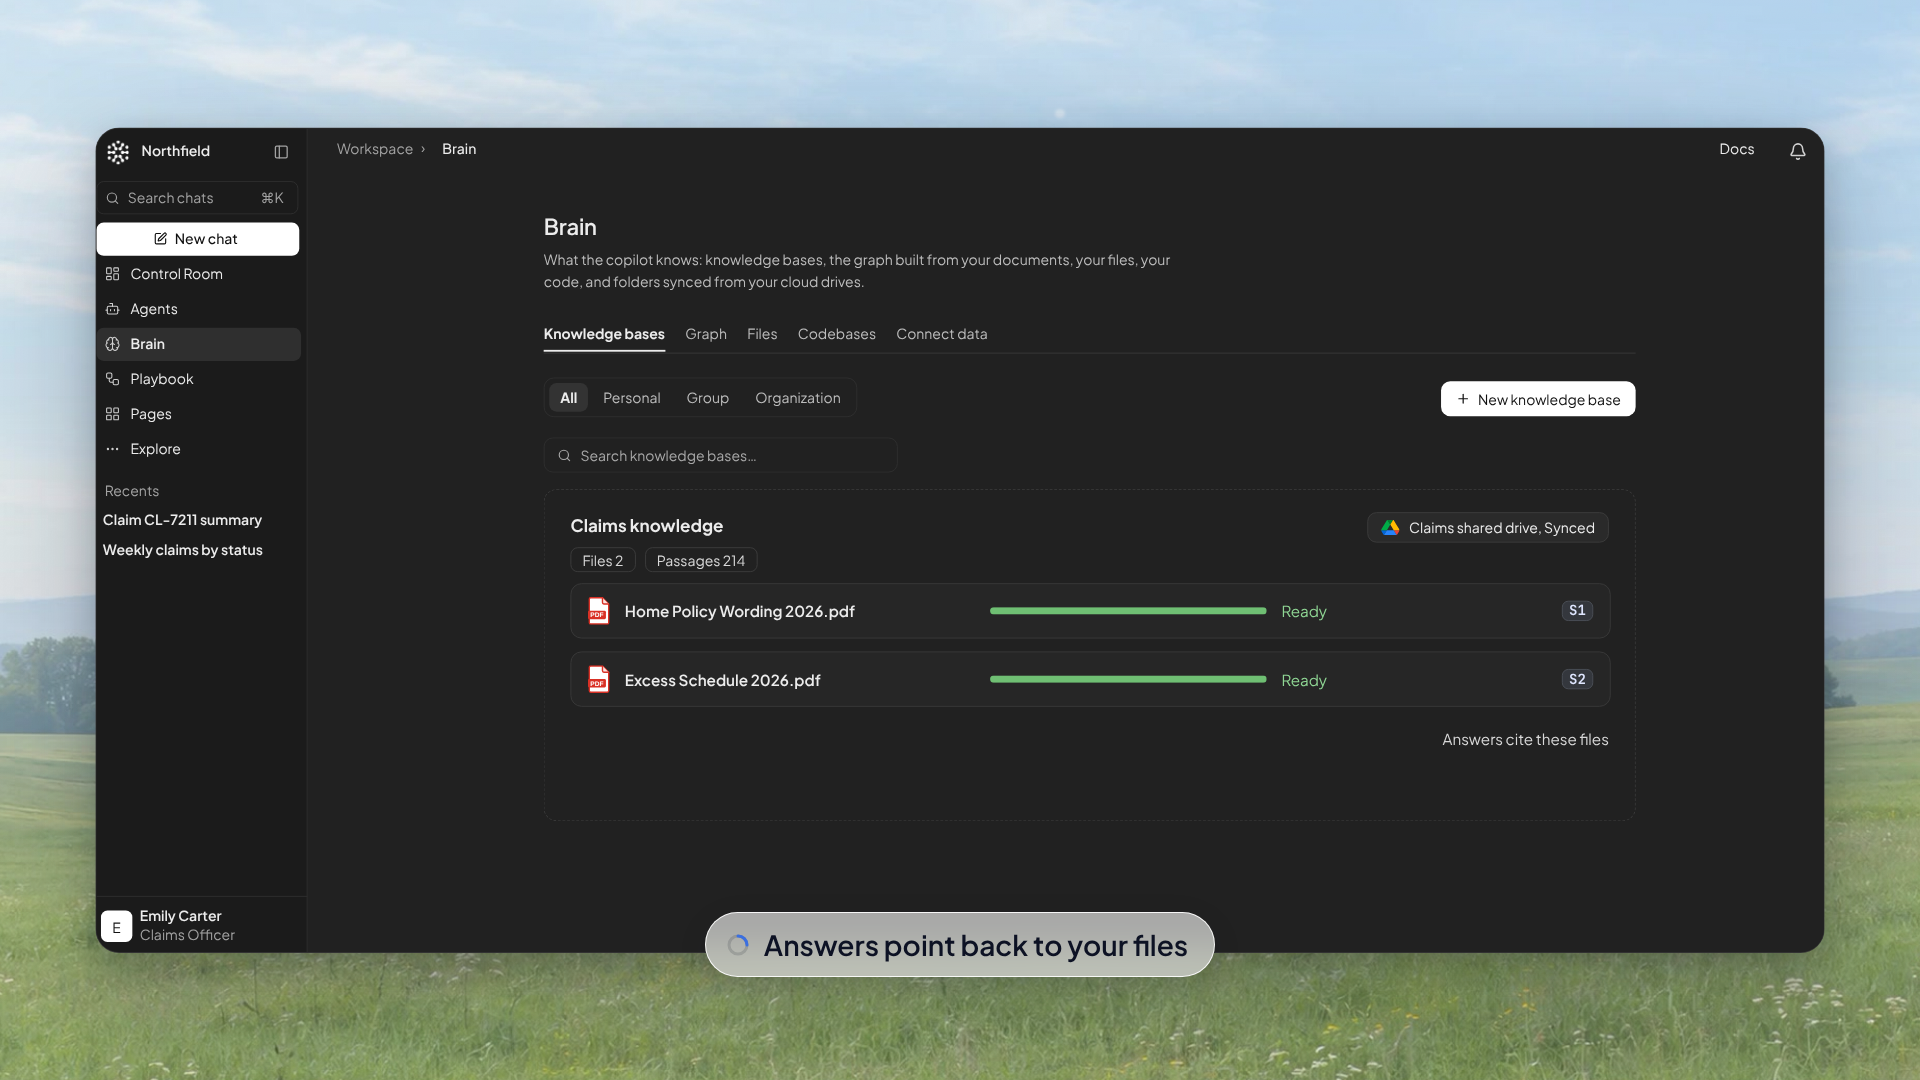 Northfield
Search chats ⌘K
New chat
Control Room
Agents
Brain
Playbook
Pages
Explore
Recents
Claim CL-7211 summary
Weekly claims by status
E
Emily Carter
Claims Officer
Workspace › Brain
Docs
Brain
What the copilot knows: knowledge bases, the graph built from your documents, your files, your
code, and folders synced from your cloud drives.
Knowledge bases Graph Files Codebases Connect data
All Personal Group Organization
+ New knowledge base
Search knowledge bases...
Claims knowledge
Claims shared drive, Synced
Files 2 Passages 214
PDF Home Policy Wording 2026.pdf Ready S1
PDF Excess Schedule 2026.pdf Ready S2
Answers cite these files
Answers point back to your files